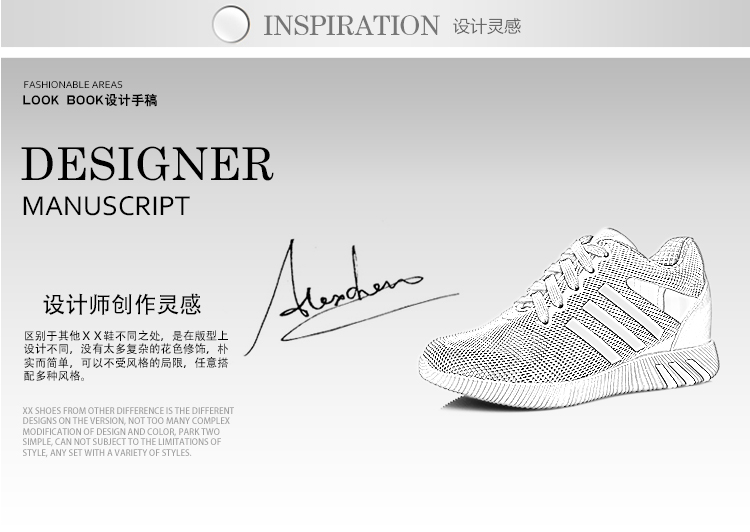 INSPIRATION 设计灵感
FASHIONABLE AREAS
LOOK BOOK设计手稿
DESIGNER
MANUSCRIPT
设计师创作灵感
区别于其他XX鞋不同之处，是在版型上
设计不同，没有太多复杂的花色修饰，朴
实而简单，可以不受风格的局限，任意搭
配多种风格。
XX SHOES FROM OTHER DIFFERENCE IS THE DIFFERENT
DESIGNS ON THE VERSION, NOT TOO MANY COMPLEX
MODIFICATION OF DESIGN AND COLOR, PARK TWO
SIMPLE, CAN NOT SUBJECT TO THE LIMITATIONS OF
STYLE, ANY SET WITH A VARIETY OF STYLES.